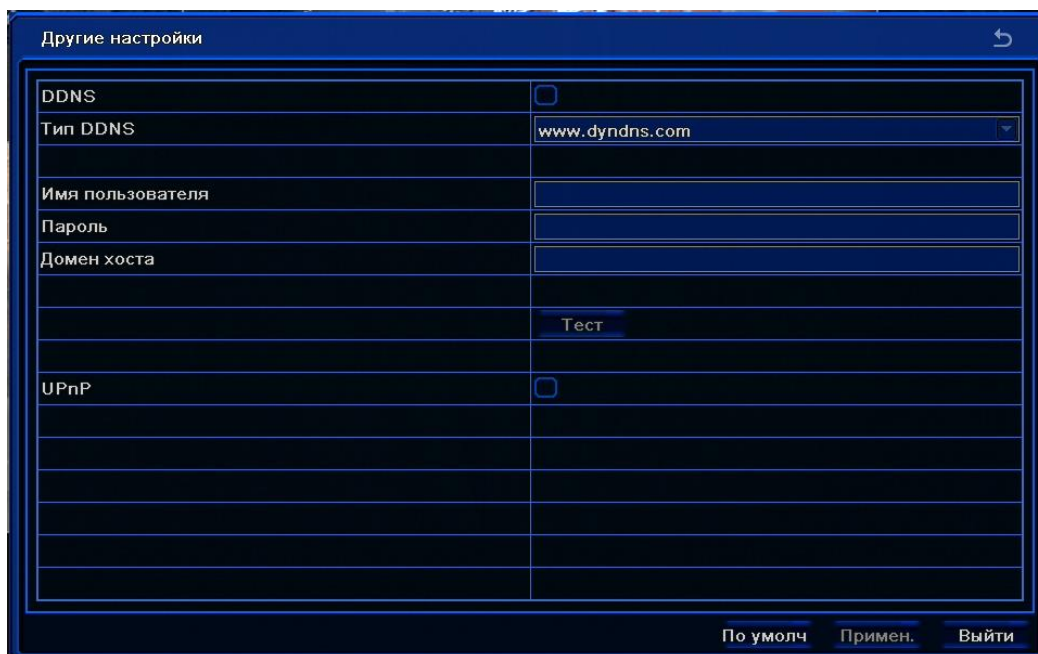 Другие настройки
DDNS
Тип DDNS www.dyndns.com
Имя пользователя
Пароль
Домен хоста
Тест
UPnP
По умолч Примен. Выйти